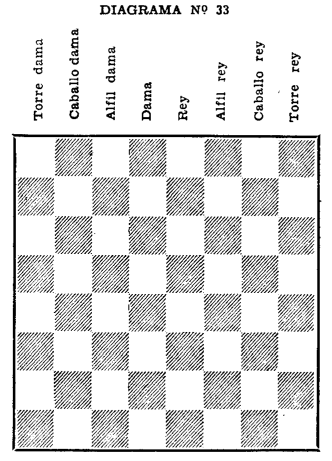 DIAGRAMA Nº 33
Torre dama
Caballo dama
Alfil dama
Dama
Rey
Alfil rey
Caballo rey
Torre rey